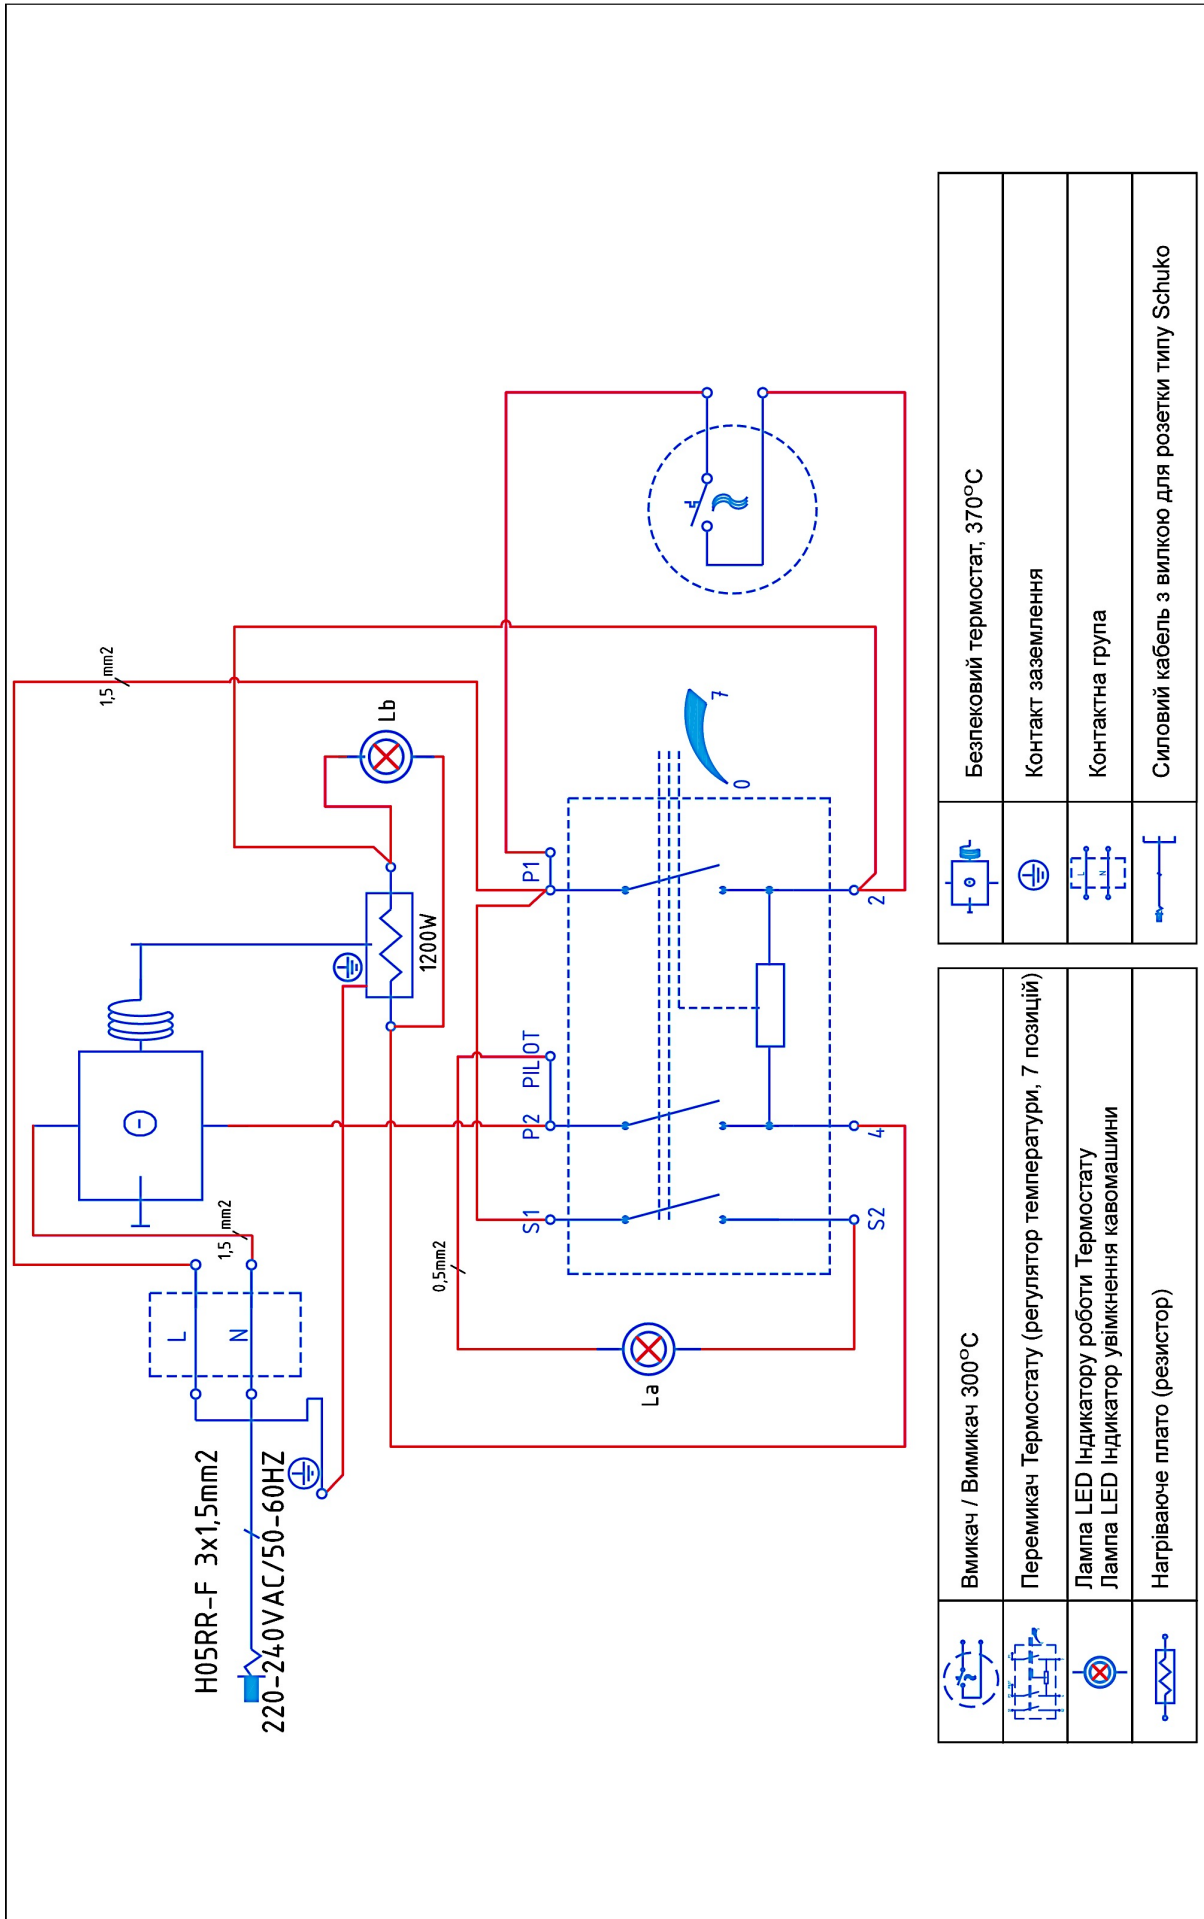 H05RR-F 3x1,5mm2
220-240VAC/50-60HZ
L
N
1,5 mm2
1,5 mm2
Θ
1200W
Lb
La
0,5mm2
S1
P2
PILOT
P1
S2
4
2
0
7
Вмикач / Вимикач 300°С
Перемикач Термостату (регулятор температури, 7 позицій)
Лампа LED Індикатору роботи Термостату
Лампа LED Індикатор увімкнення кавомашини
Нагріваюче плато (резистор)
Безпековий термостат, 370°С
Контакт заземлення
L
N
Контактна група
Силовий кабель з вилкою для розетки типу Schuko